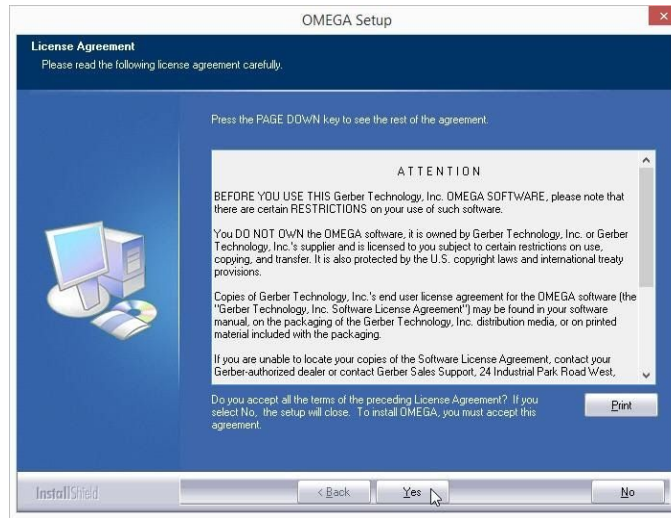 OMEGA Setup
License Agreement
Please read the following license agreement carefully.
Press the PAGE DOWN key to see the rest of the agreement.
ATTENTION
BEFORE YOU USE THIS Gerber Technology, Inc. OMEGA SOFTWARE, please note that
there are certain RESTRICTIONS on your use of such software.
You DO NOT OWN the OMEGA software, it is owned by Gerber Technology, Inc. or Gerber
Technology, Inc.'s supplier and is licensed to you subject to certain restrictions on use,
copying, and transfer. It is also protected by the U.S. copyright laws and international treaty
provisions.
Copies of Gerber Technology, Inc.'s end user license agreement for the OMEGA software (the
"Gerber Technology, Inc. Software License Agreement") may be found in your software
manual, on the packaging of the Gerber Technology, Inc. distribution media, or on printed
material included with the packaging.
If you are unable to locate your copies of the Software License Agreement, contact your
Gerber-authorized dealer or contact Gerber Sales Support, 24 Industrial Park Road West,
Do you accept all the terms of the preceding License Agreement? If you
select No, the setup will close. To install OMEGA, you must accept this
agreement.
Print
InstallShield
< Back
Yes
No